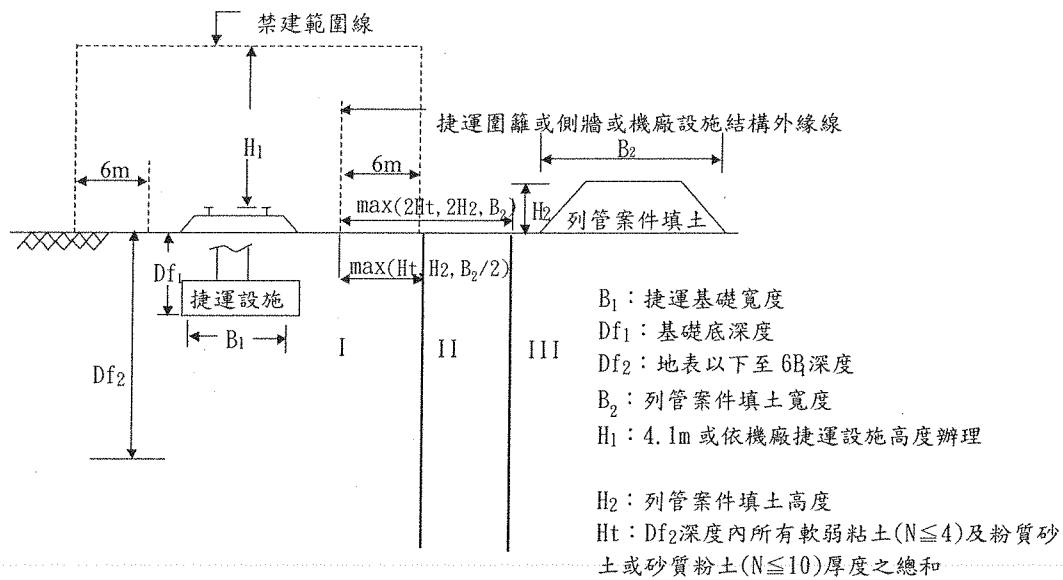 禁建範圍線
捷運圍籬或側牆或機廠設施結構外緣線
H₁
B₂
6m
6m
max(2Ht,2H₂,B₂)
H₂
列管案件填土
Df₁
max(Ht,H₂,B₂/2)
捷運設施
B₁
I
II
III
Df₂
B₁：捷運基礎寬度
Df₁：基礎底深度
Df₂：地表以下至 6B₁深度
B₂：列管案件填土寬度
H₁：4.1m 或依機廠捷運設施高度辦理
H₂：列管案件填土高度
Ht：Df₂深度內所有軟弱粘土(N≦4)及粉質砂
土或砂質粉土(N≦10)厚度之總和